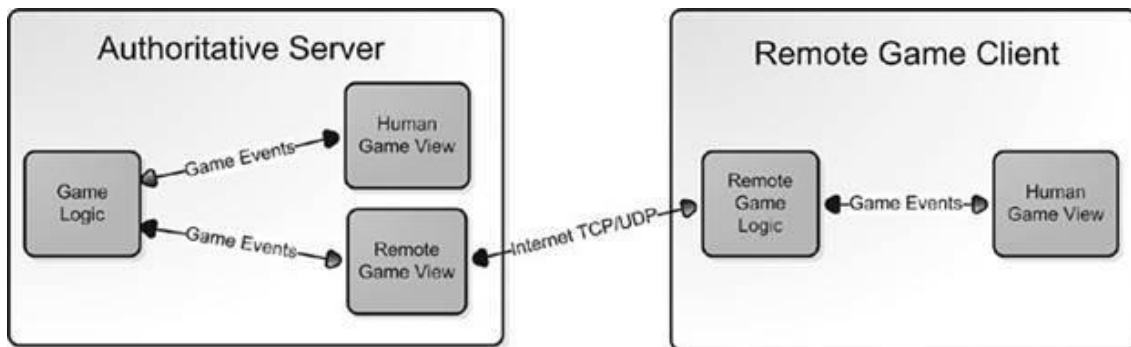 Authoritative Server
Remote Game Client
Human
Game View
Game Events
Game
Logic
Game Events
Remote
Game View
Internet TCP/UDP
Remote
Game
Logic
Game Events
Human
Game View